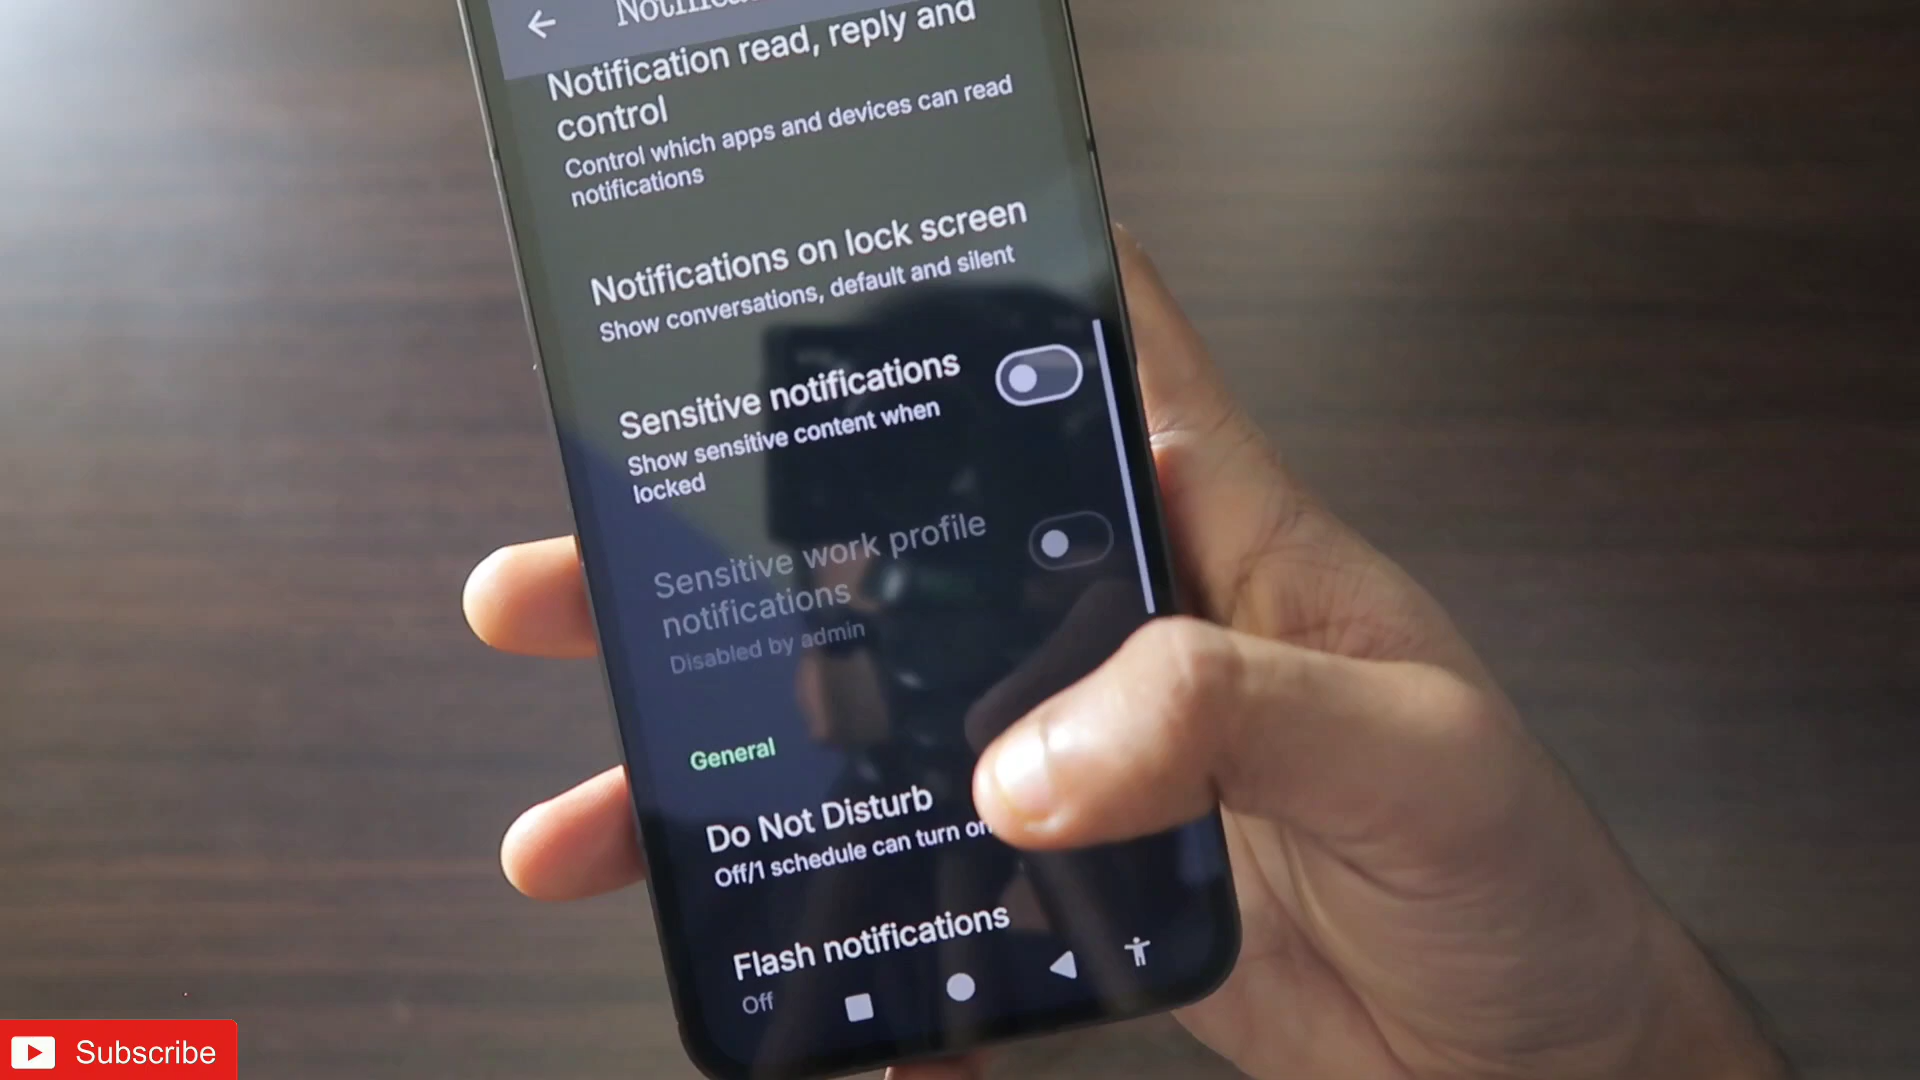 Notification read, reply and
control
Control which apps and devices can read
notifications
Notifications on lock screen
Show conversations, default and silent
Sensitive notifications
Show sensitive content when
locked
Sensitive work profile
notifications
Disabled by admin
General
Do Not Disturb
Off/1 schedule can turn on
Flash notifications
Off
Subscribe